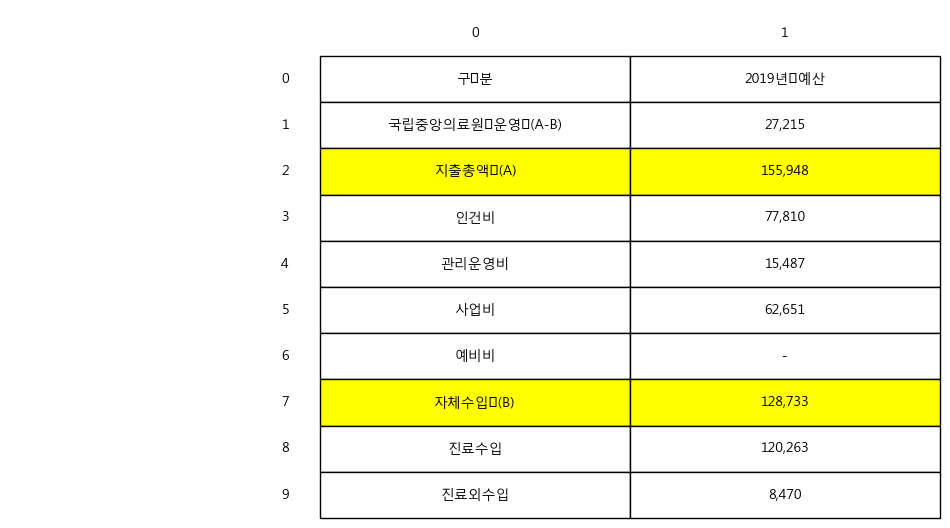 0 1
0 구 분 2019년 예산
1 국립중앙의료원 운영 (A-B) 27,215
2 지출총액 (A) 155,948
3 인건비 77,810
4 관리운영비 15,487
5 사업비 62,651
6 예비비 -
7 자체수입 (B) 128,733
8 진료수입 120,263
9 진료외수입 8,470